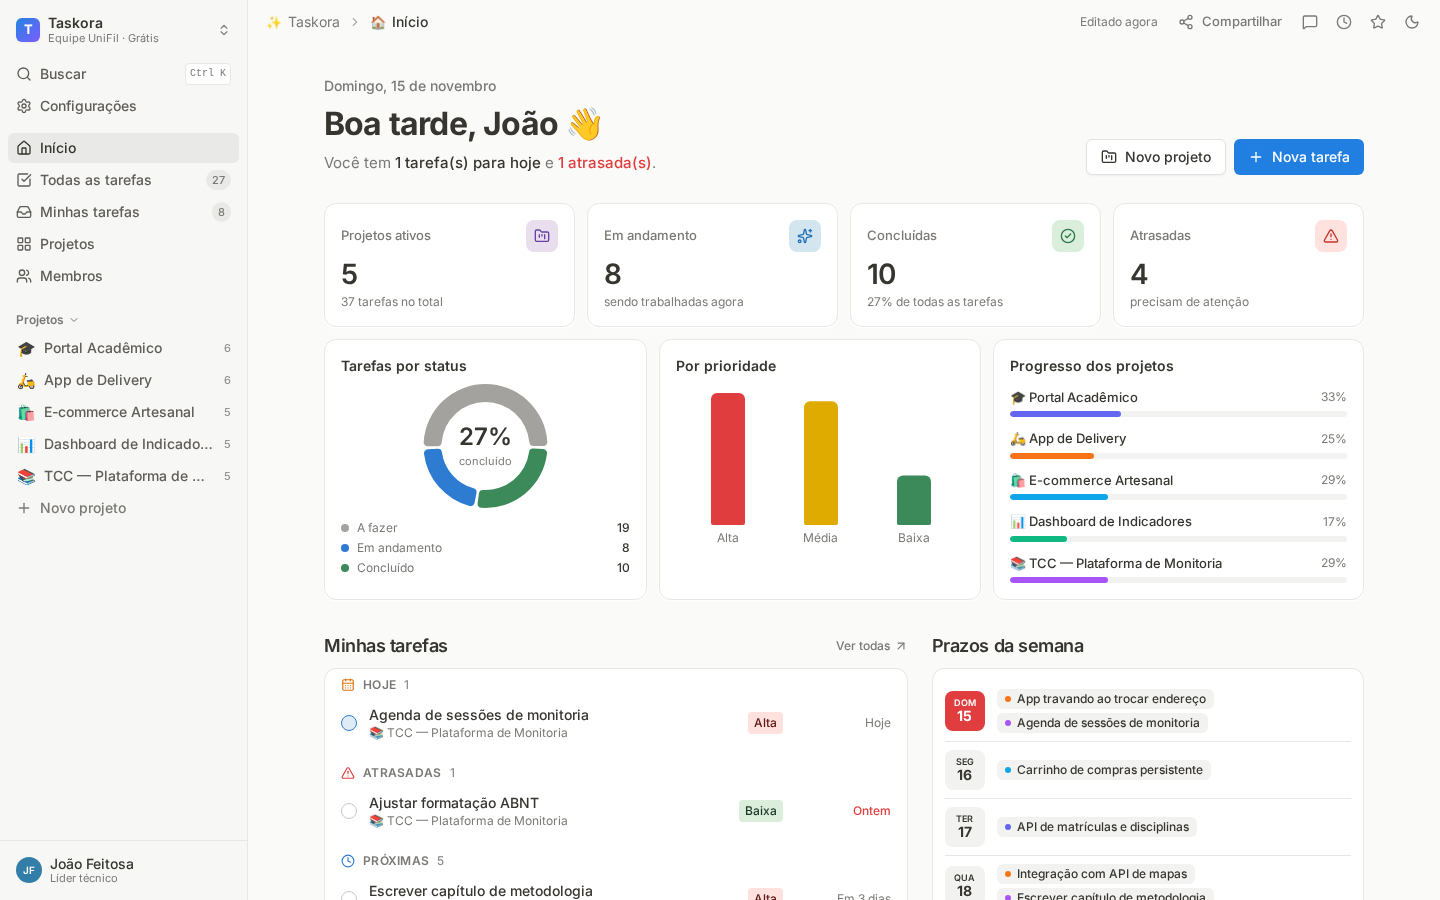 T
Taskora
Equipe UniFil · Grátis
Buscar
Ctrl K
Configurações
Início
Todas as tarefas 27
Minhas tarefas 8
Projetos
Membros
Projetos
Portal Acadêmico 6
App de Delivery 6
E-commerce Artesanal 5
Dashboard de Indicado... 5
TCC — Plataforma de ... 5
Novo projeto
JF
João Feitosa
Líder técnico
Taskora
Início
Editado agora
Compartilhar
Domingo, 15 de novembro
Boa tarde, João
Você tem 1 tarefa(s) para hoje e 1 atrasada(s).
Novo projeto
Nova tarefa
Projetos ativos
5
37 tarefas no total
Em andamento
8
sendo trabalhadas agora
Concluídas
10
27% de todas as tarefas
Atrasadas
4
precisam de atenção
Tarefas por status
27%
concluído
A fazer 19
Em andamento 8
Concluído 10
Por prioridade
Alta Média Baixa
Progresso dos projetos
Portal Acadêmico 33%
App de Delivery 25%
E-commerce Artesanal 29%
Dashboard de Indicadores 17%
TCC — Plataforma de Monitoria 29%
Minhas tarefas
Ver todas
HOJE 1
Agenda de sessões de monitoria
TCC — Plataforma de Monitoria
Alta
Hoje
ATRASADAS 1
Ajustar formatação ABNT
TCC — Plataforma de Monitoria
Baixa
Ontem
PRÓXIMAS 5
Escrever capítulo de metodologia
Alta
Em 3 dias
Prazos da semana
DOM
15
App travando ao trocar endereço
Agenda de sessões de monitoria
SEG
16
Carrinho de compras persistente
TER
17
API de matrículas e disciplinas
QUA
18
Integração com API de mapas
Escrever capítulo de metodologia